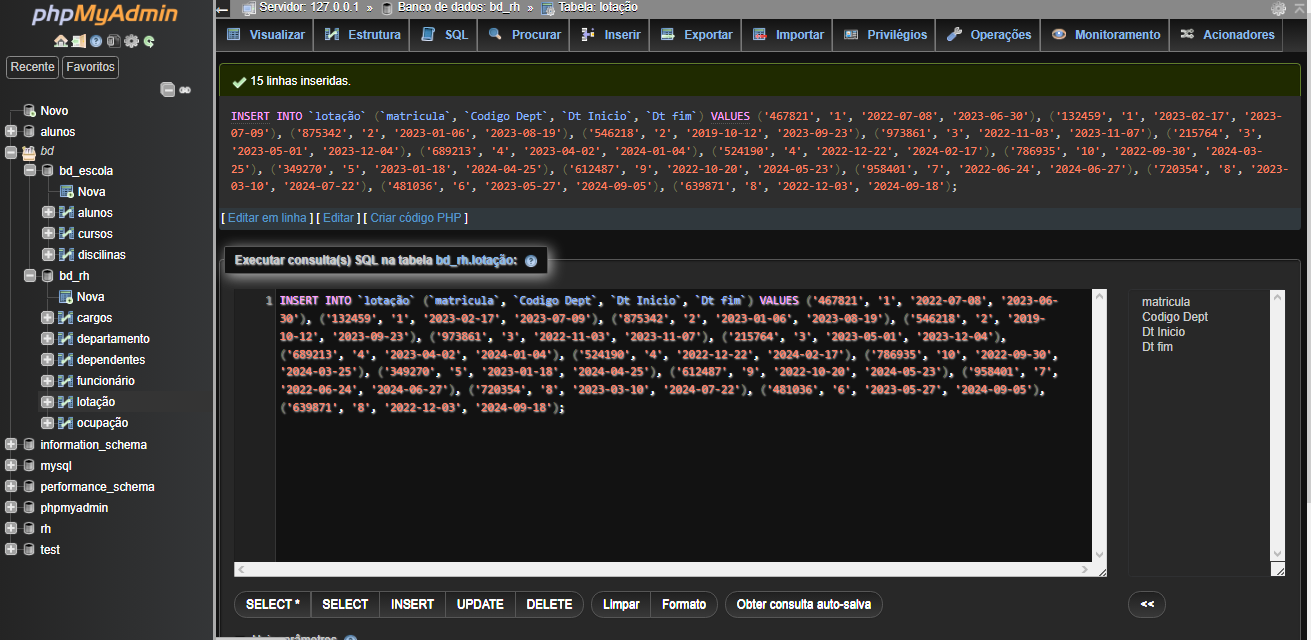 phpMyAdmin
Recente Favoritos
Novo
alunos
bd
bd_escola
Nova
alunos
cursos
discilinas
bd_rh
Nova
cargos
departamento
dependentes
funcionário
lotação
ocupação
information_schema
mysql
performance_schema
phpmyadmin
rh
test
Servidor: 127.0.0.1 » Banco de dados: bd_rh » Tabela: lotação
Visualizar Estrutura SQL Procurar Inserir Exportar Importar Privilégios Operações Monitoramento Acionadores
15 linhas inseridas.
INSERT INTO `lotação` (`matricula`, `Codigo Dept`, `Dt Inicio`, `Dt fim`) VALUES ('467821', '1', '2022-07-08', '2023-06-30'), ('132459', '1', '2023-02-17', '2023-
07-09'), ('875342', '2', '2023-01-06', '2023-08-19'), ('546218', '2', '2019-10-12', '2023-09-23'), ('973861', '3', '2022-11-03', '2023-11-07'), ('215764', '3',
'2023-05-01', '2023-12-04'), ('689213', '4', '2023-04-02', '2024-01-04'), ('524190', '4', '2022-12-22', '2024-02-17'), ('786935', '10', '2022-09-30', '2024-03-
25'), ('349270', '5', '2023-01-18', '2024-04-25'), ('612487', '9', '2022-10-20', '2024-05-23'), ('958401', '7', '2022-06-24', '2024-06-27'), ('720354', '8', '2023-
03-10', '2024-07-22'), ('481036', '6', '2023-05-27', '2024-09-05'), ('639871', '8', '2022-12-03', '2024-09-18');
[ Editar em linha ] [ Editar ] [ Criar código PHP ]
Executar consulta(s) SQL na tabela bd_rh.lotação:
1 INSERT INTO `lotação` (`matricula`, `Codigo Dept`, `Dt Inicio`, `Dt fim`) VALUES ('467821', '1', '2022-07-08', '2023-06-
30'), ('132459', '1', '2023-02-17', '2023-07-09'), ('875342', '2', '2023-01-06', '2023-08-19'), ('546218', '2', '2019-
10-12', '2023-09-23'), ('973861', '3', '2022-11-03', '2023-11-07'), ('215764', '3', '2023-05-01', '2023-12-04'),
('689213', '4', '2023-04-02', '2024-01-04'), ('524190', '4', '2022-12-22', '2024-02-17'), ('786935', '10', '2022-09-30',
'2024-03-25'), ('349270', '5', '2023-01-18', '2024-04-25'), ('612487', '9', '2022-10-20', '2024-05-23'), ('958401', '7',
'2022-06-24', '2024-06-27'), ('720354', '8', '2023-03-10', '2024-07-22'), ('481036', '6', '2023-05-27', '2024-09-05'),
('639871', '8', '2022-12-03', '2024-09-18');
matricula
Codigo Dept
Dt Inicio
Dt fim
SELECT * SELECT INSERT UPDATE DELETE Limpar Formato Obter consulta auto-salva <<